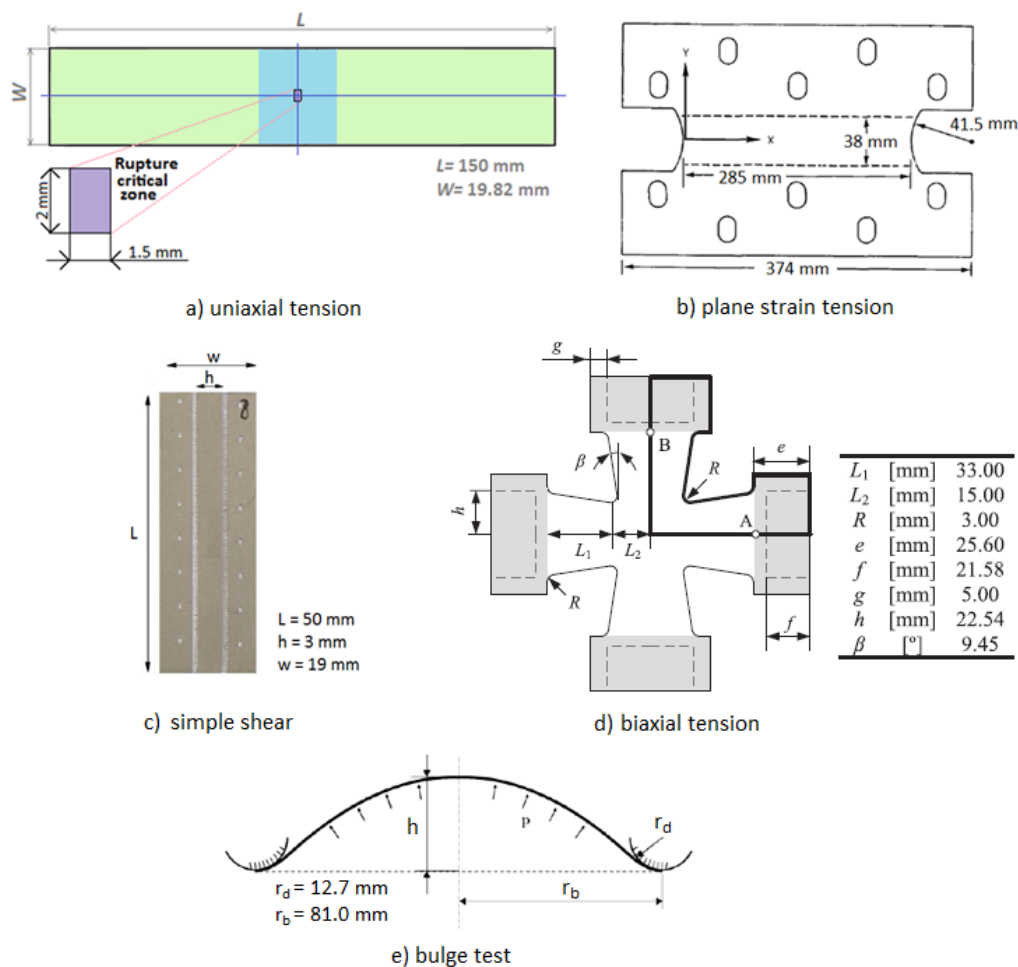 L
W
L= 150 mm
W= 19.82 mm
Rupture
critical
zone
2mm
1.5 mm
a) uniaxial tension
Y
X
38 mm
41.5 mm
285 mm
374 mm
b) plane strain tension
w
h
8
L
L = 50 mm
h = 3 mm
w = 19 mm
c) simple shear
g
B
β
R
e
h
A
L1 L2
R
f
d) biaxial tension
L1 [mm] 33.00
L2 [mm] 15.00
R [mm] 3.00
e [mm] 25.60
f [mm] 21.58
g [mm] 5.00
h [mm] 22.54
β [º] 9.45
h
P
rd
rd = 12.7 mm
rb = 81.0 mm
rb
e) bulge test